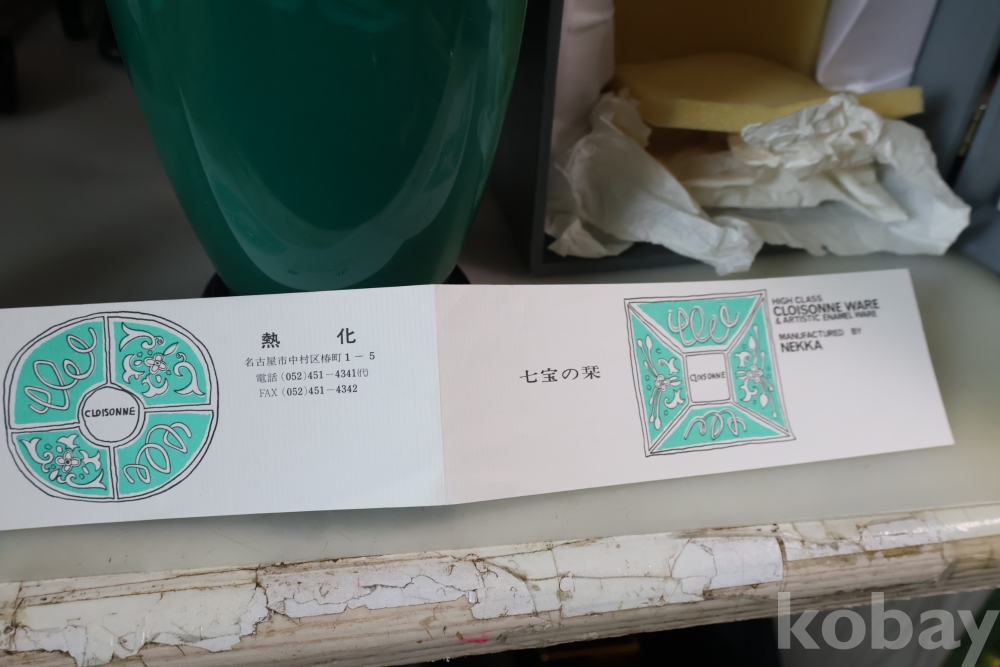 CLOISONNE
熱 化
名古屋市中村区椿町1−5
電話(052)451−4341(代)
FAX(052)451−4342
七宝の栞
CLOISONNE
HIGH CLASS
CLOISONNE WARE
& ARTISTIC ENAMEL WARE
MANUFACTURED BY
NEKKA
kobay